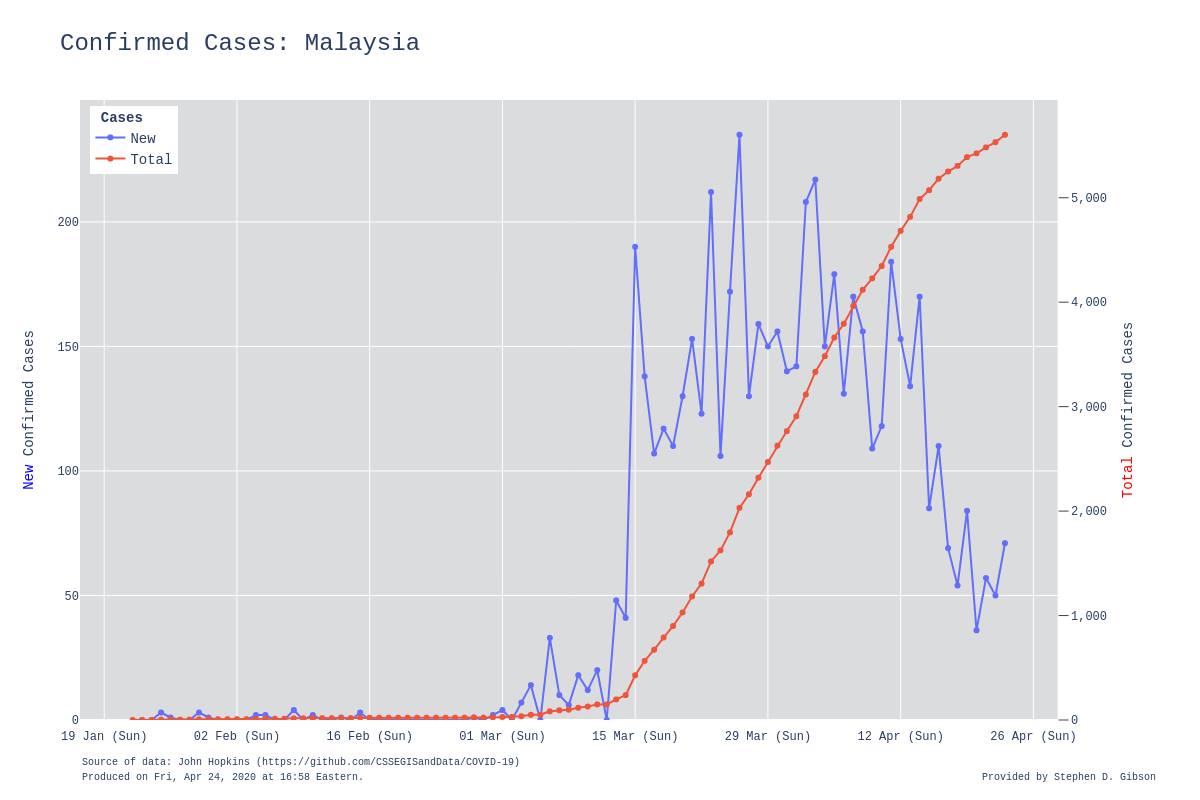 Confirmed Cases: Malaysia
Cases
New
Total
200
150
100
50
0
5,000
4,000
3,000
2,000
1,000
0
New Confirmed Cases
Total Confirmed Cases
19 Jan (Sun)
02 Feb (Sun)
16 Feb (Sun)
01 Mar (Sun)
15 Mar (Sun)
29 Mar (Sun)
12 Apr (Sun)
26 Apr (Sun)
Source of data: John Hopkins (https://github.com/CSSEGISandData/COVID-19)
Produced on Fri, Apr 24, 2020 at 16:58 Eastern.
Provided by Stephen D. Gibson